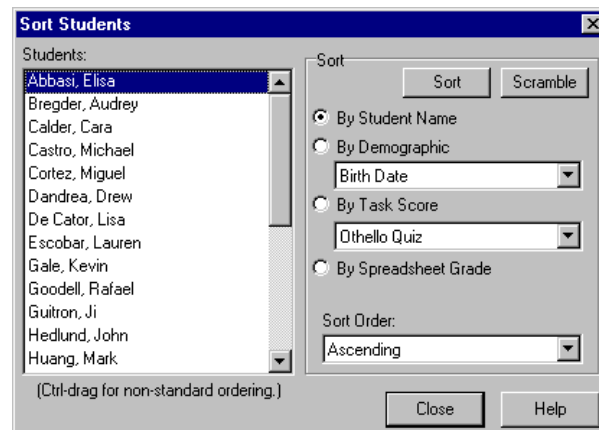 Sort Students
Students:
Abbasi, Elisa
Bregder, Audrey
Calder, Cara
Castro, Michael
Cortez, Miguel
Dandrea, Drew
De Cator, Lisa
Escobar, Lauren
Gale, Kevin
Goodell, Rafael
Guitron, Ji
Hedlund, John
Huang, Mark
(Ctrl-drag for non-standard ordering.)
Sort
Sort Scramble
By Student Name
By Demographic
Birth Date
By Task Score
Othello Quiz
By Spreadsheet Grade
Sort Order:
Ascending
Close Help